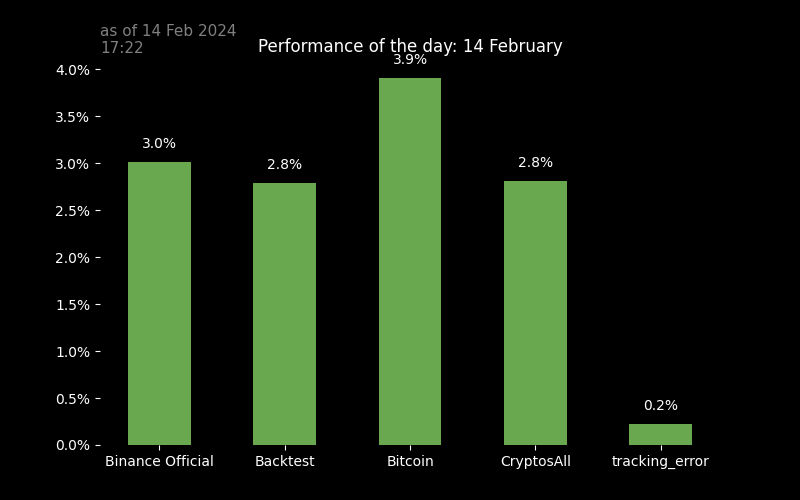 as of 14 Feb 2024
17:22
Performance of the day: 14 February
4.0%
3.5%
3.0%
2.5%
2.0%
1.5%
1.0%
0.5%
0.0%
3.0%
2.8%
3.9%
2.8%
0.2%
Binance Official
Backtest
Bitcoin
CryptosAll
tracking_error